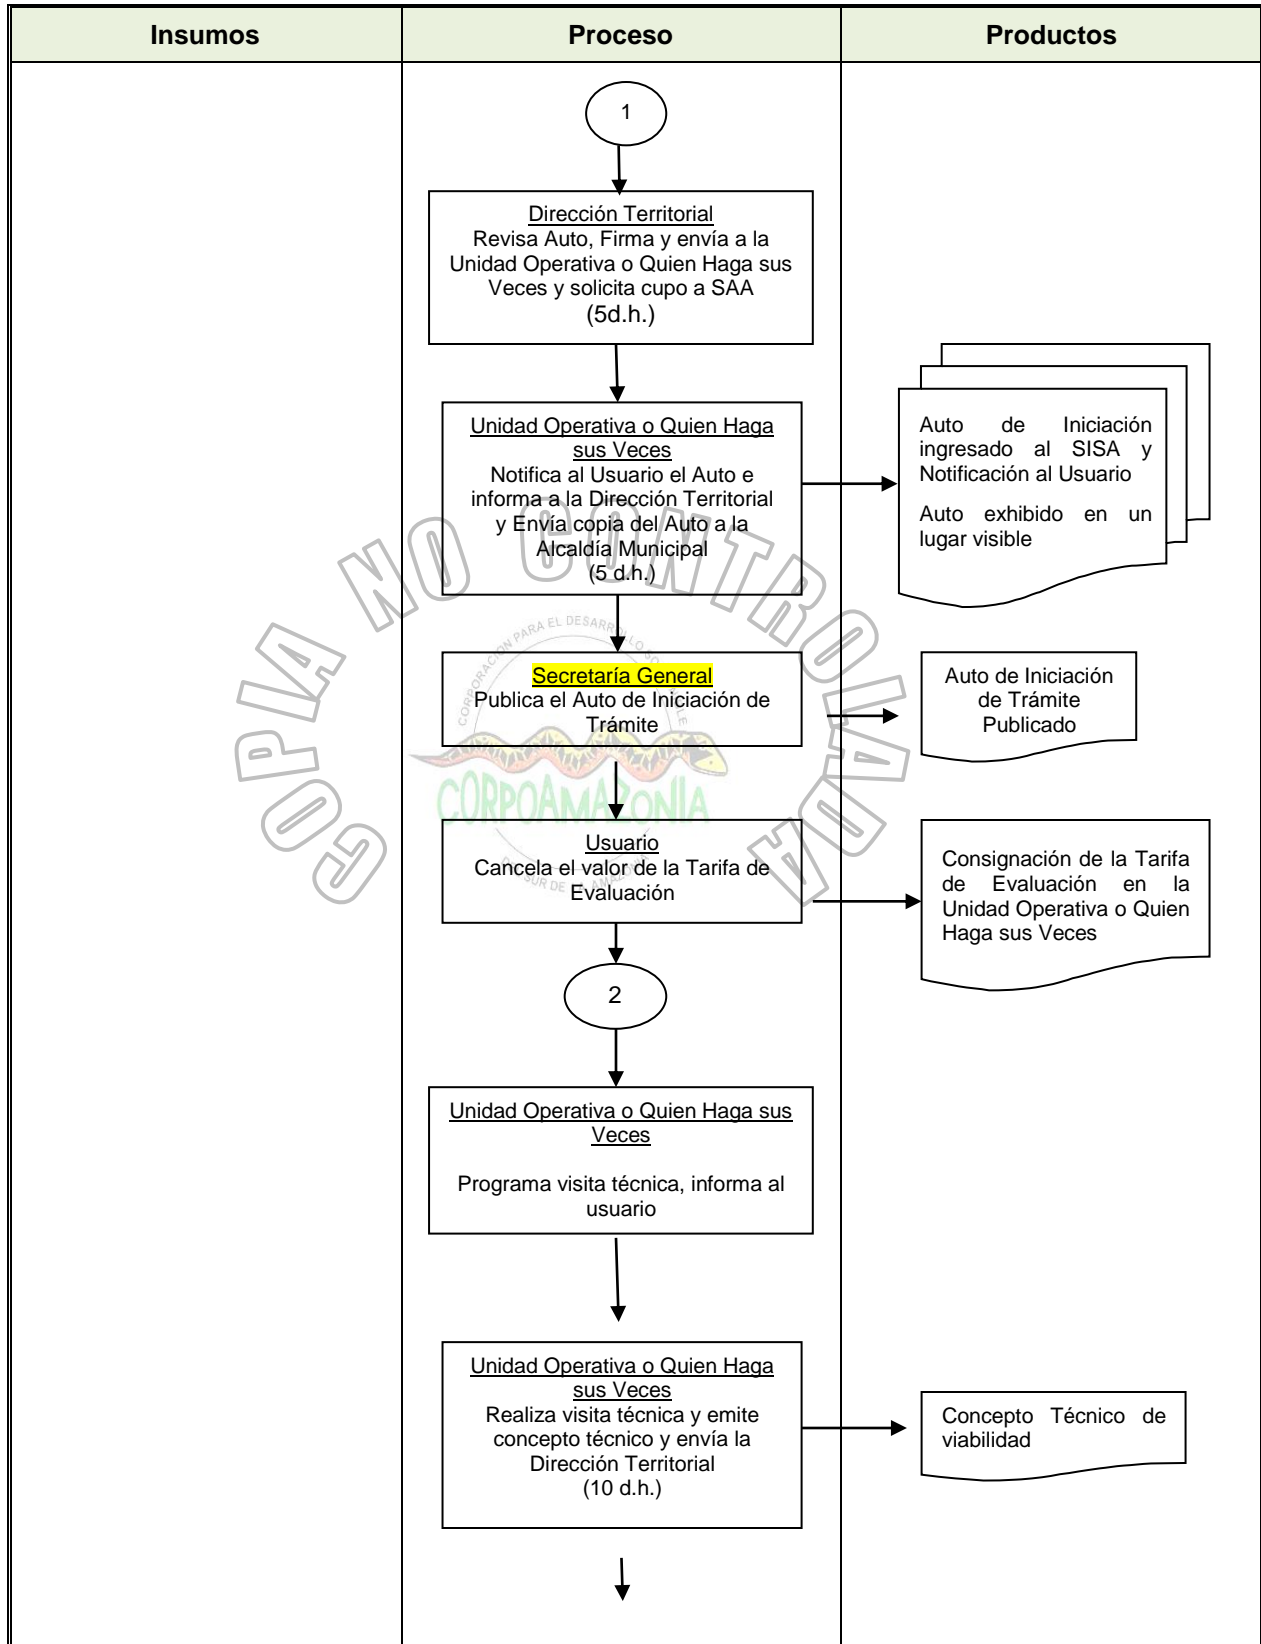 Insumos
Proceso
Productos
1
Dirección Territorial
Revisa Auto, Firma y envía a la
Unidad Operativa o Quien Haga sus
Veces y solicita cupo a SAA
(5d.h.)
Unidad Operativa o Quien Haga
sus Veces
Notifica al Usuario el Auto e
informa a la Dirección Territorial
y Envía copia del Auto a la
Alcaldía Municipal
(5 d.h.)
Auto de Iniciación
ingresado al SISA y
Notificación al Usuario
Auto exhibido en un
lugar visible
Secretaría General
Publica el Auto de Iniciación de
Trámite
Auto de Iniciación
de Trámite
Publicado
Usuario
Cancela el valor de la Tarifa de
Evaluación
Consignación de la Tarifa
de Evaluación en la
Unidad Operativa o Quien
Haga sus Veces
2
Unidad Operativa o Quien Haga sus
Veces
Programa visita técnica, informa al
usuario
Unidad Operativa o Quien Haga
sus Veces
Realiza visita técnica y emite
concepto técnico y envía la
Dirección Territorial
(10 d.h.)
Concepto Técnico de
viabilidad
COPIA NO CONTROLADA
CORPOAMAZONIA